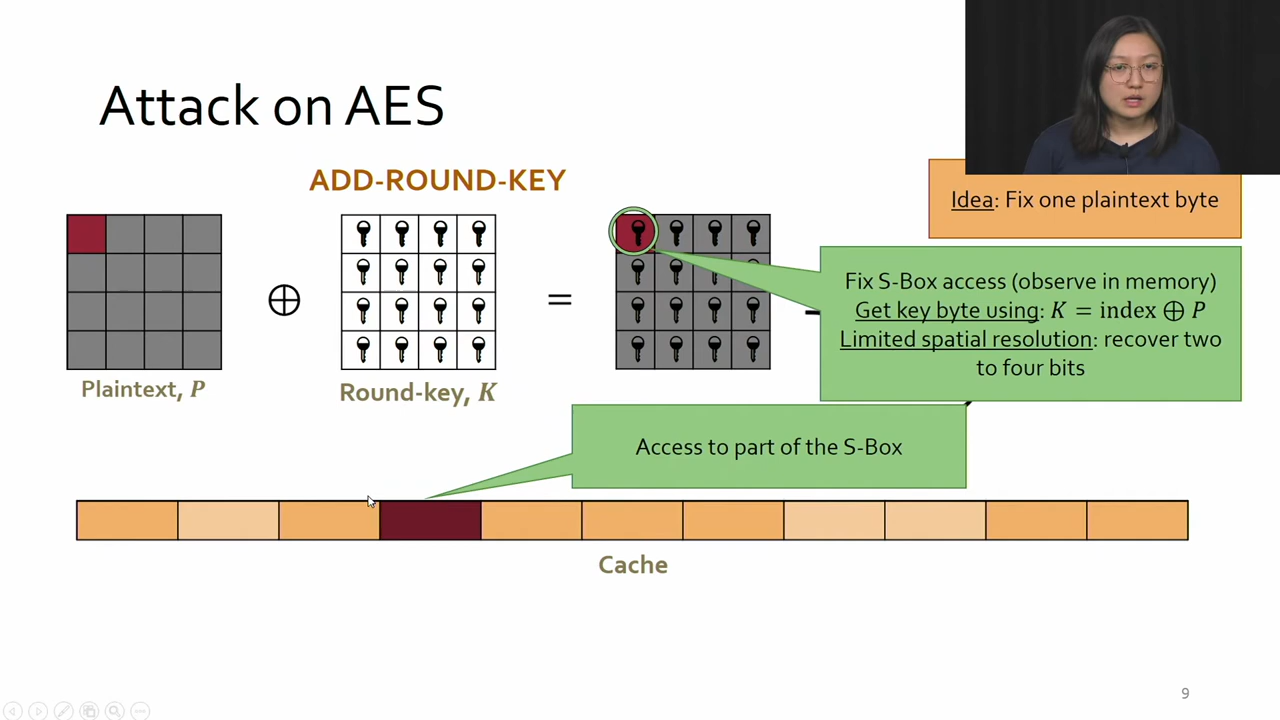 Attack on AES
ADD-ROUND-KEY
Idea: Fix one plaintext byte
Fix S-Box access (observe in memory)
Get key byte using: K = index ⊕ P
Limited spatial resolution: recover two
to four bits
⊕
=
Plaintext, P
Round-key, K
Access to part of the S-Box
Cache
9